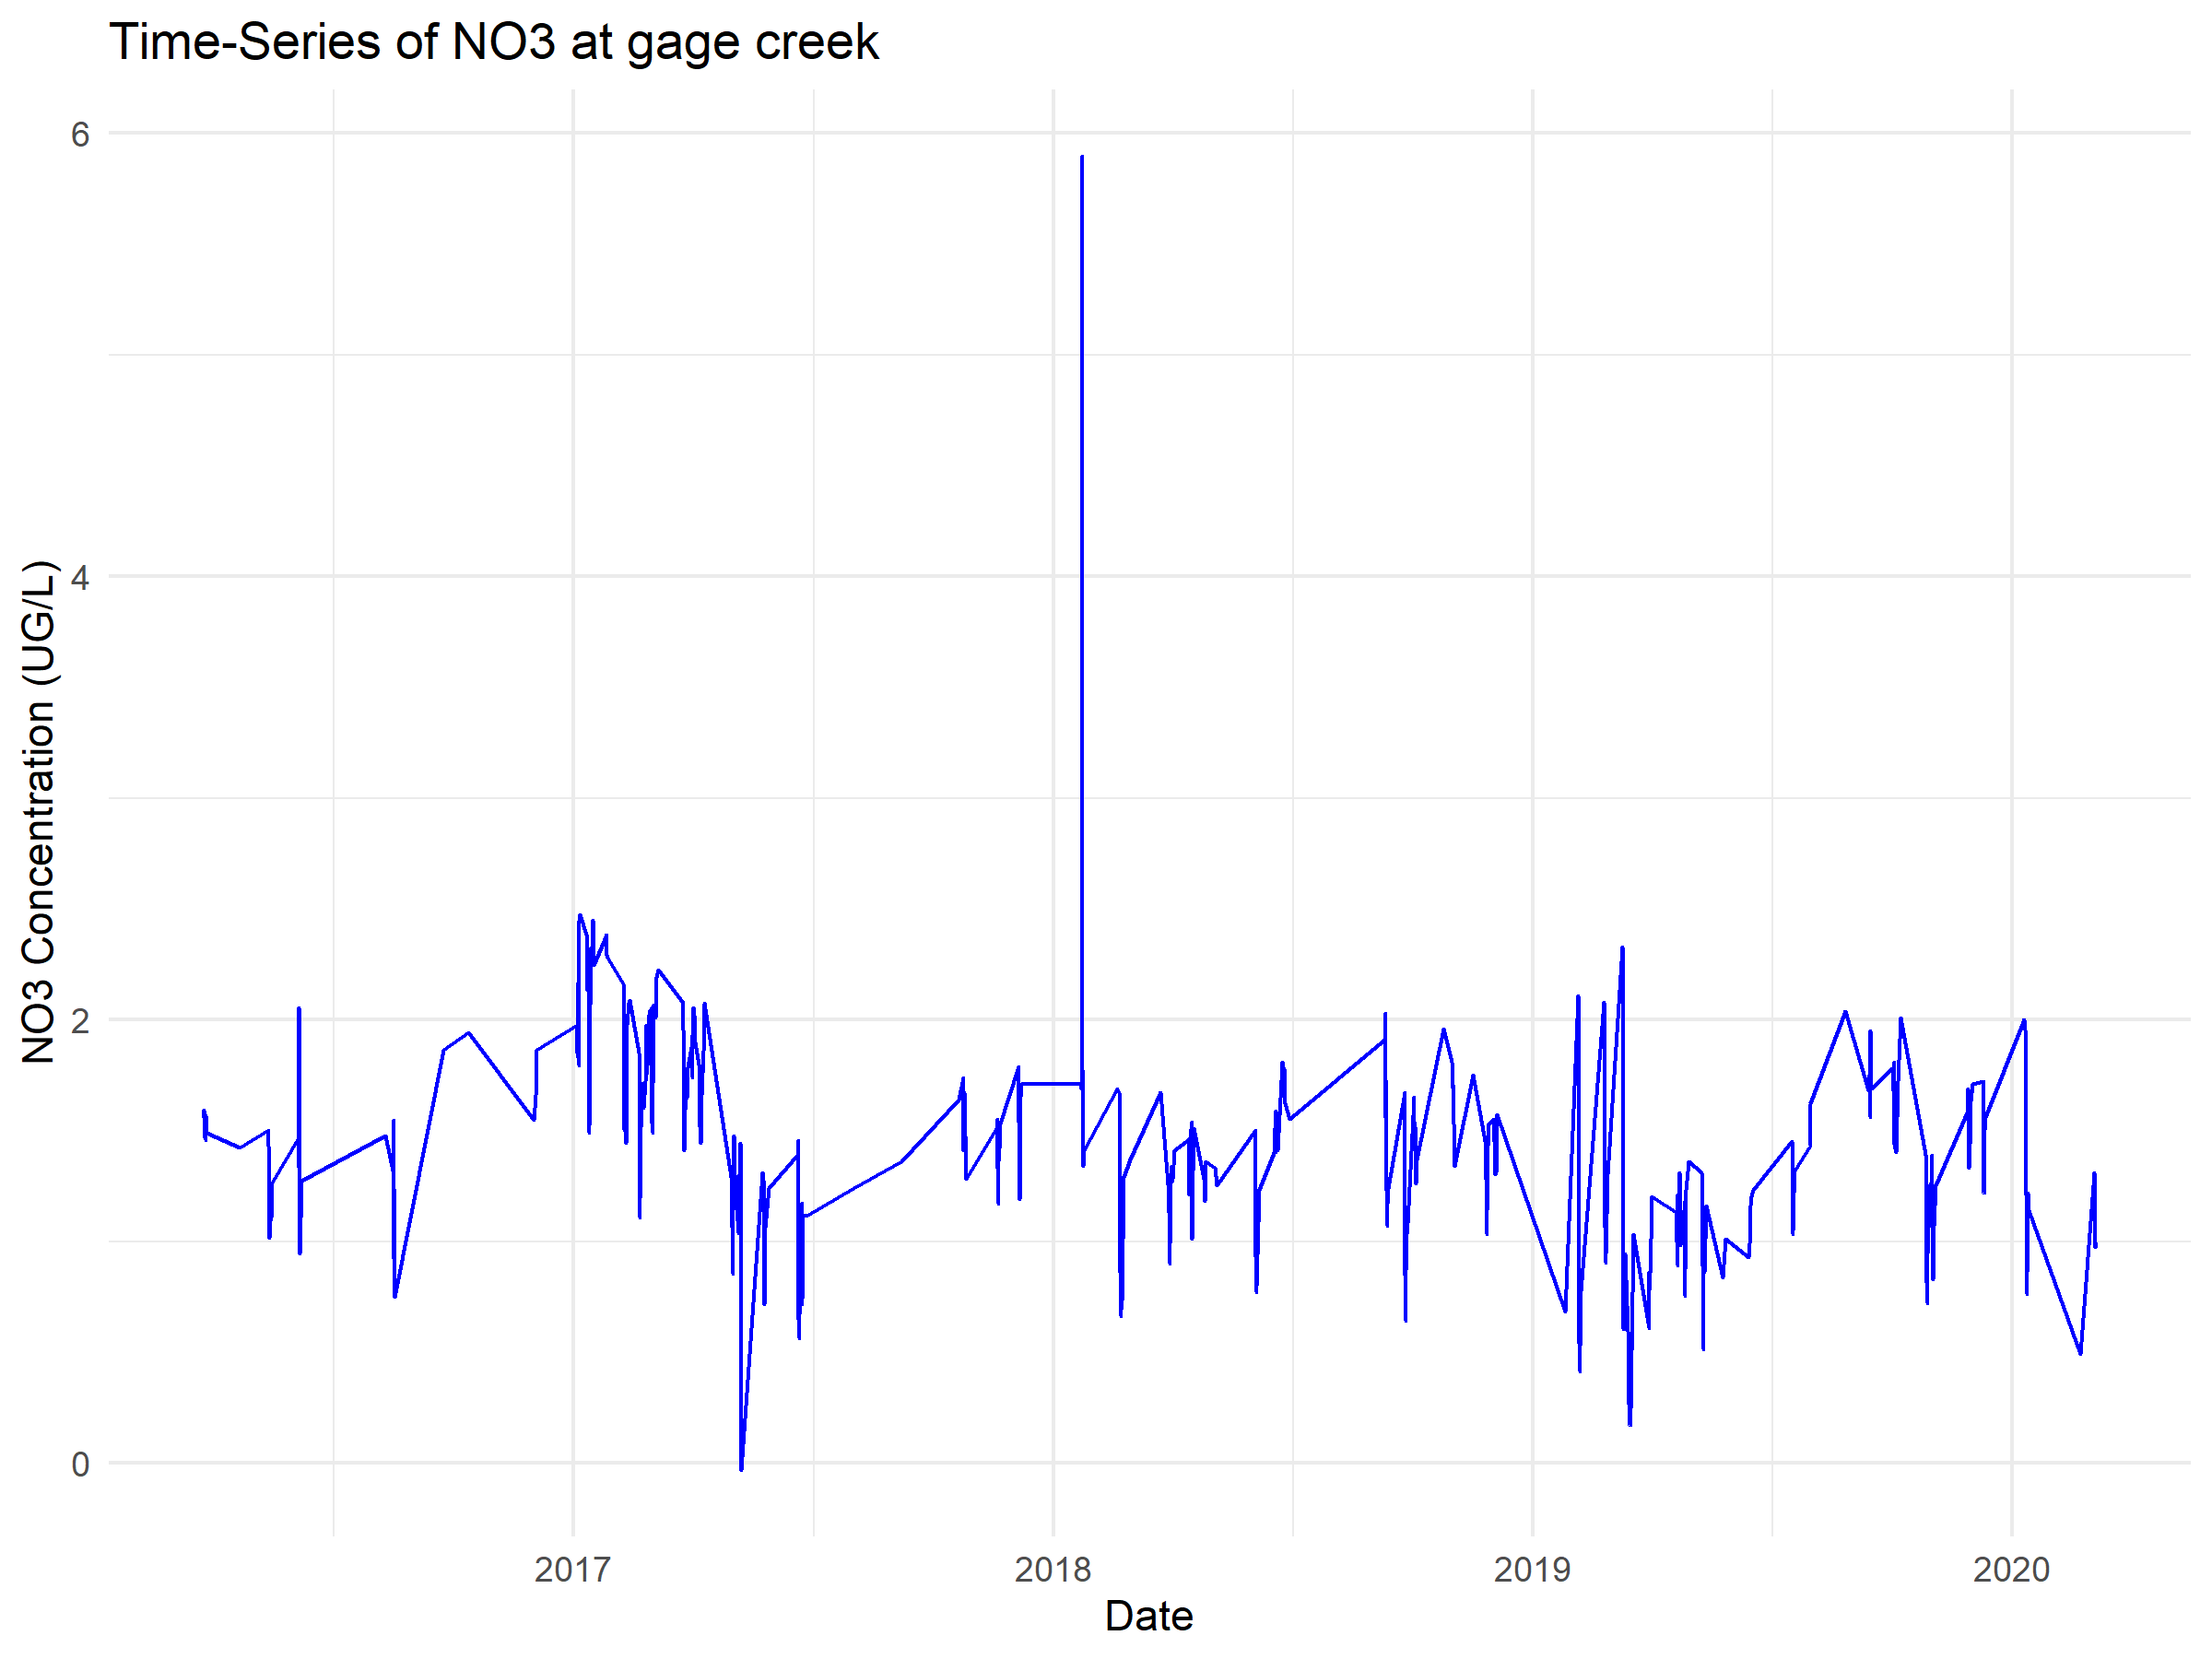 Time-Series of NO3 at gage creek
NO3 Concentration (UG/L)
6
4
2
0
2017
2018
2019
2020
Date